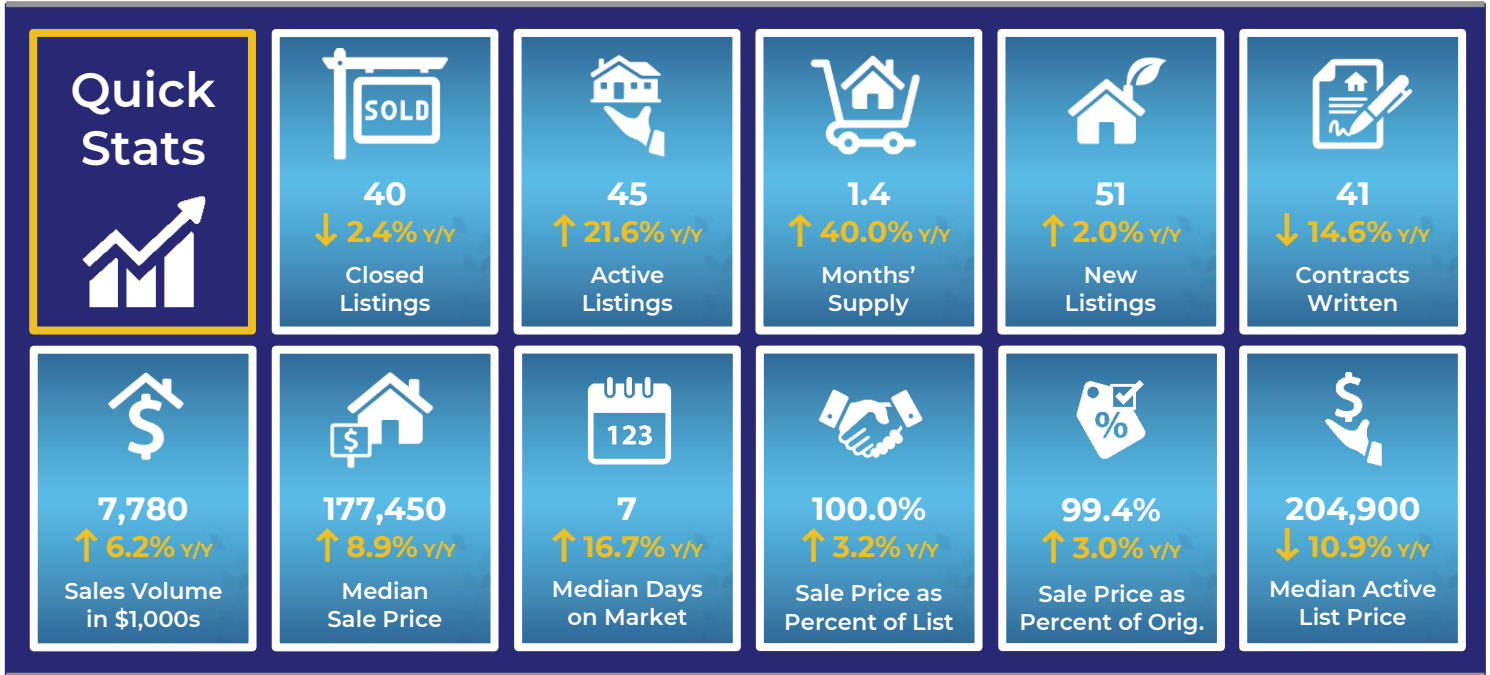 Quick
Stats
SOLD
40
↓ 2.4% Y/Y
Closed
Listings
45
↑ 21.6% Y/Y
Active
Listings
1.4
↑ 40.0% Y/Y
Months’
Supply
51
↑ 2.0% Y/Y
New
Listings
41
↓ 14.6% Y/Y
Contracts
Written
$
7,780
↑ 6.2% Y/Y
Sales Volume
in $1,000s
$
177,450
↑ 8.9% Y/Y
Median
Sale Price
123
7
↑ 16.7% Y/Y
Median Days
on Market
100.0%
↑ 3.2% Y/Y
Sale Price as
Percent of List
%
99.4%
↑ 3.0% Y/Y
Sale Price as
Percent of Orig.
$
204,900
↓ 10.9% Y/Y
Median Active
List Price